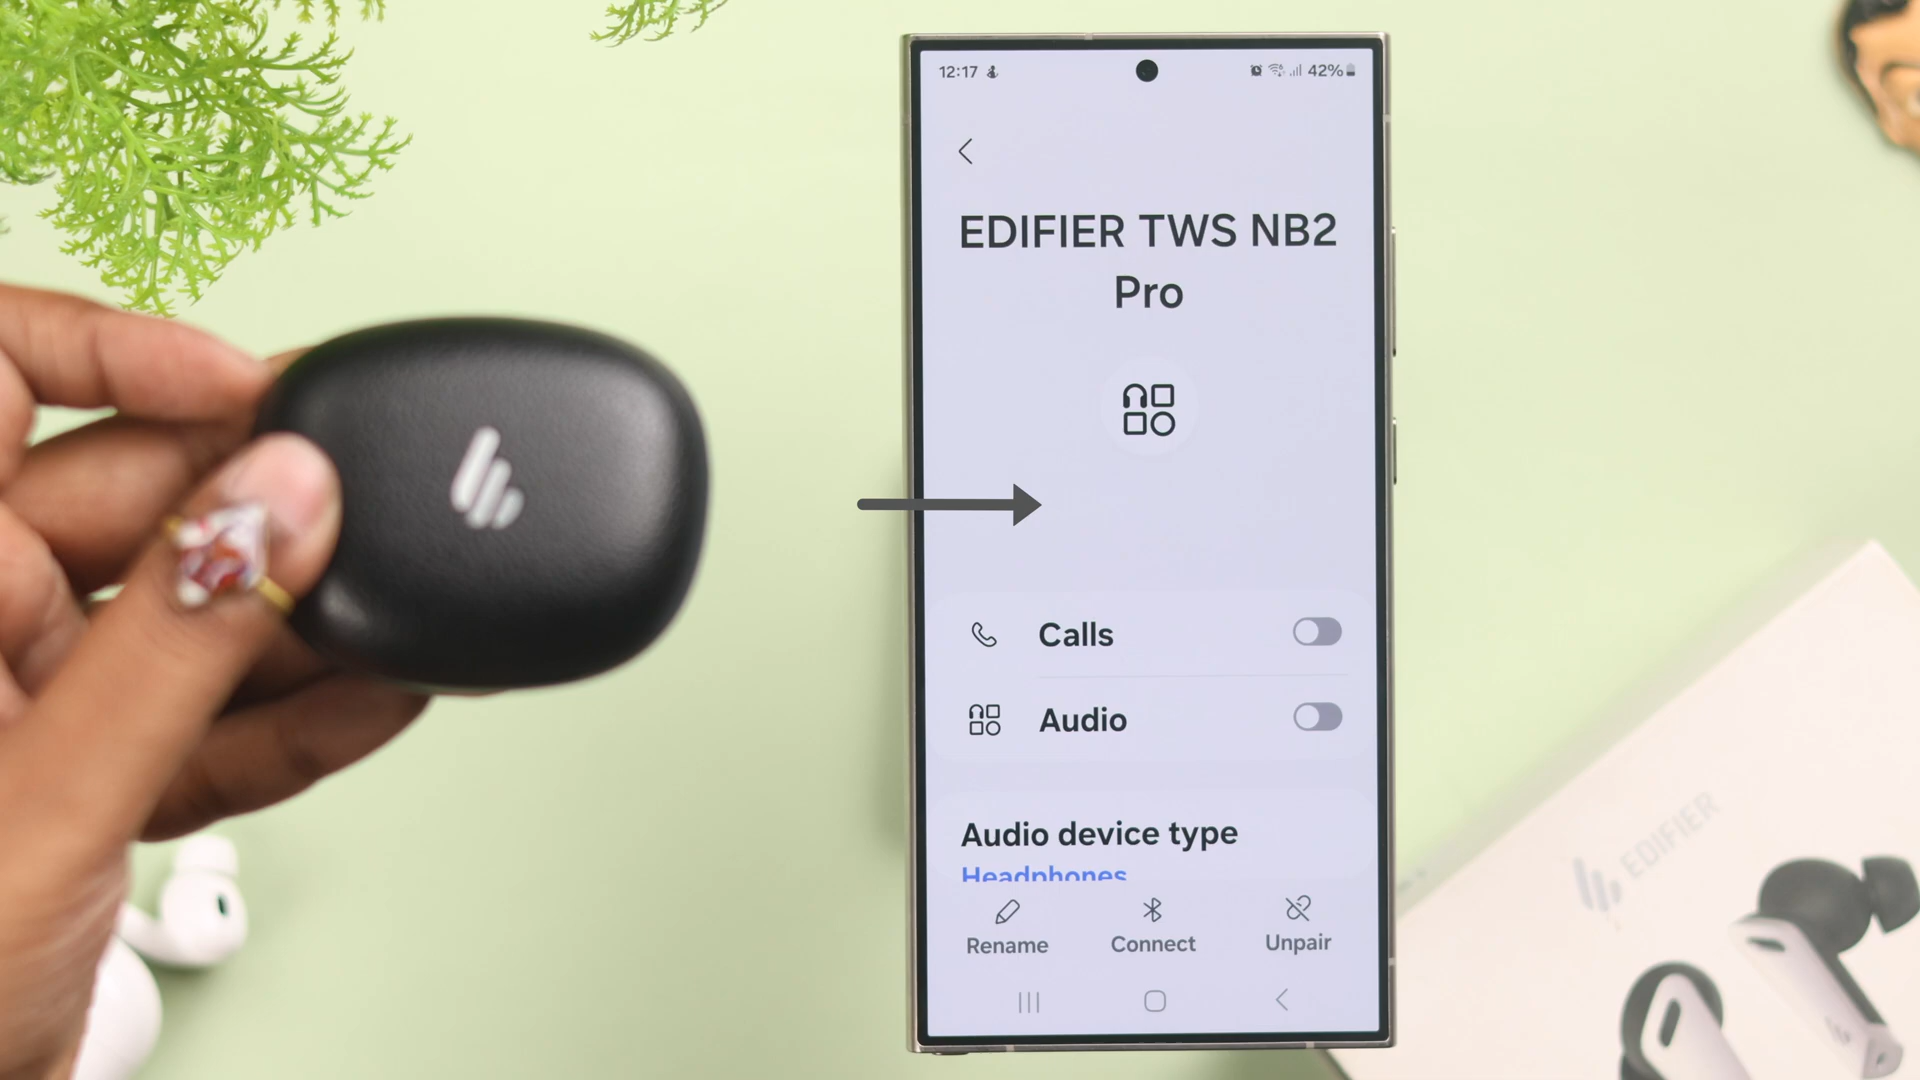 12:17
42%
EDIFIER TWS NB2
Pro
Calls
Audio
Audio device type
Headphones
Rename
Connect
Unpair
EDIFIER